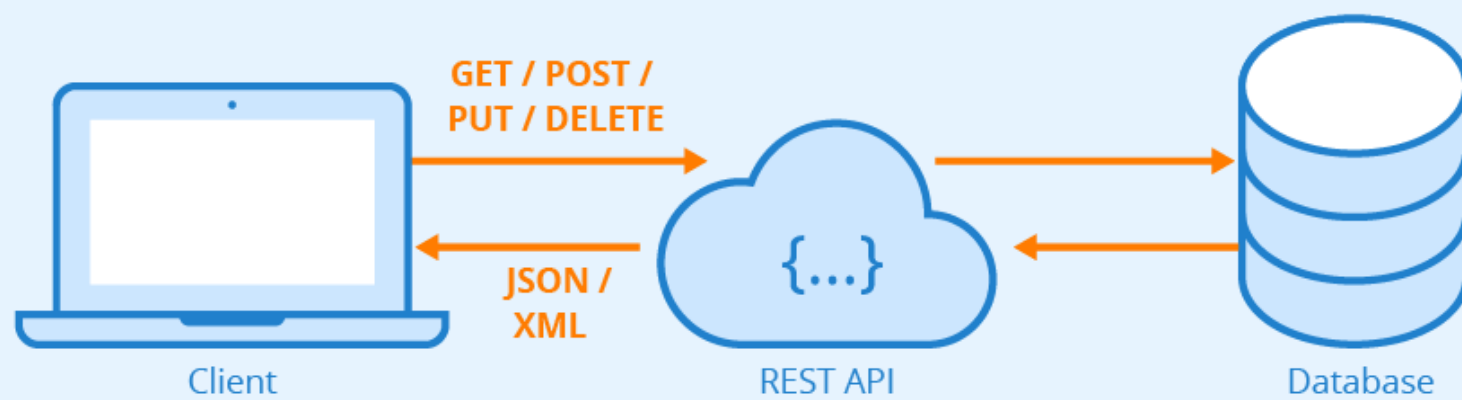 GET / POST /
PUT / DELETE
{...}
JSON /
XML
Client
REST API
Database